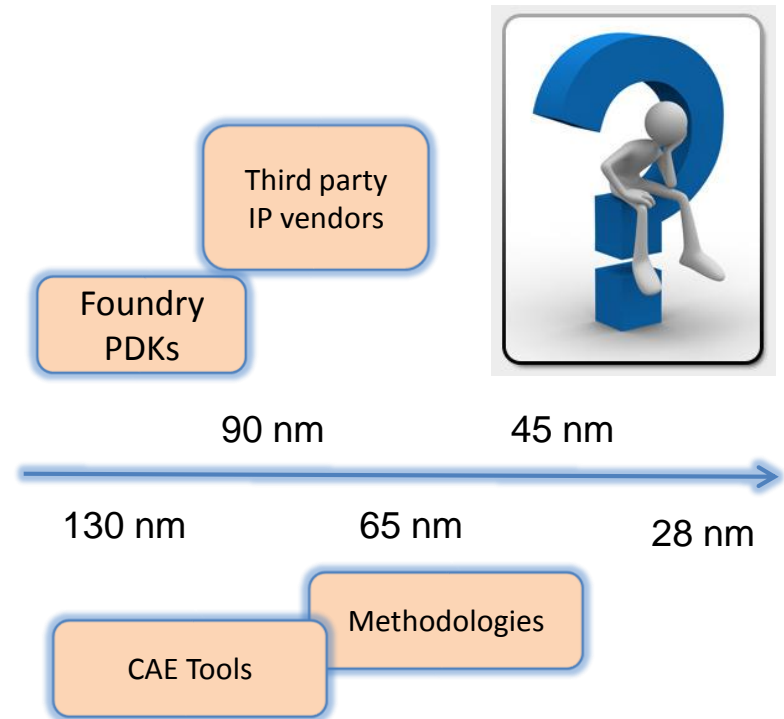 Third party
IP vendors
Foundry
PDKs
90 nm
45 nm
130 nm
65 nm
28 nm
Methodologies
CAE Tools